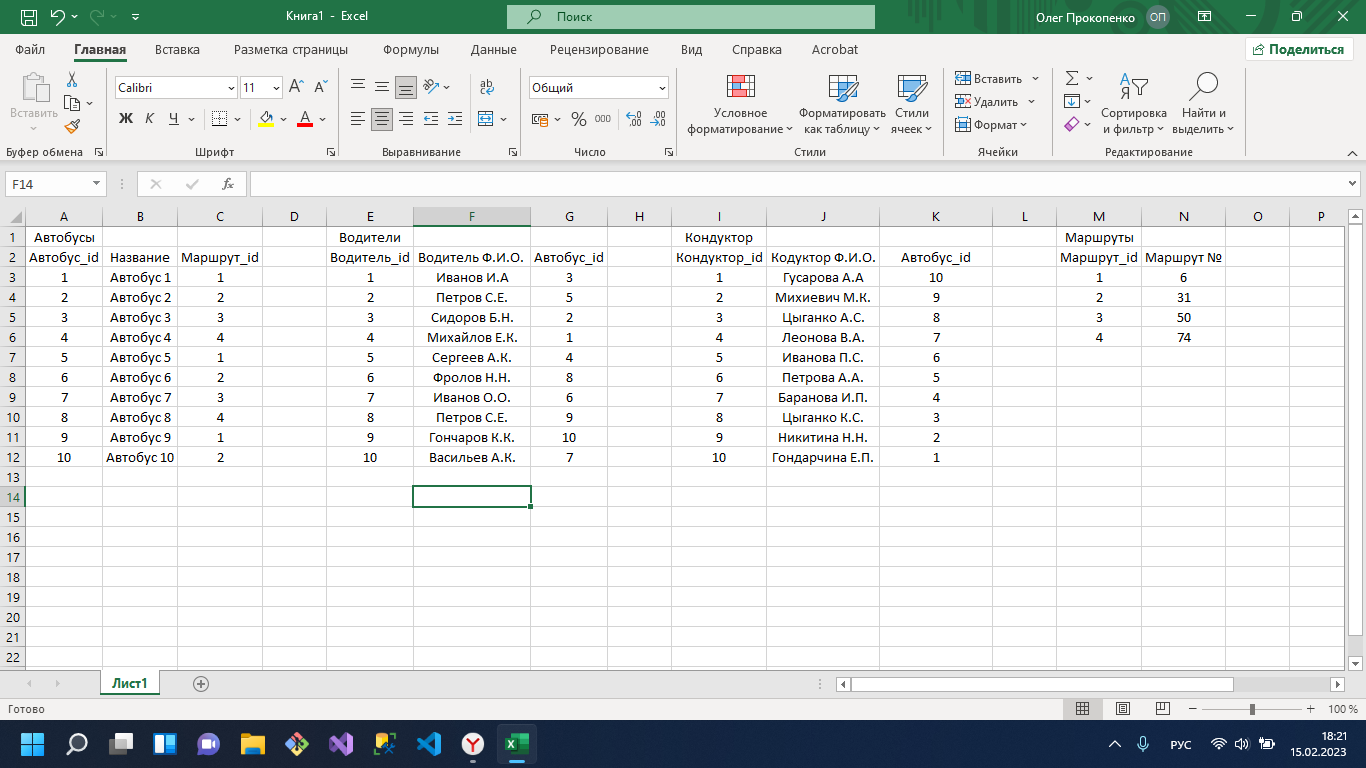 Книга1 - Excel
Поиск
Олег Прокопенко
ОП
Файл Главная Вставка Разметка страницы Формулы Данные Рецензирование Вид Справка Acrobat
Поделиться
Вставить
Буфер обмена
Calibri 11
Ж К Ч
Шрифт
Выравнивание
Общий
% 000
Число
Условное форматирование
Форматировать как таблицу
Стили ячеек
Стили
Вставить
Удалить
Формат
Ячейки
Сортировка и фильтр
Найти и выделить
Редактирование
F14
fx
A B C D E F G H I J K L M N O P
1 Автобусы Водители Кондуктор Маршруты
2 Автобус_id Название Маршрут_id Водитель_id Водитель Ф.И.О. Автобус_id Кондуктор_id Кодуктор Ф.И.О. Автобус_id Маршрут_id Маршрут №
3 1 Автобус 1 1 1 Иванов И.А 3 1 Гусарова А.А 10 1 6
4 2 Автобус 2 2 2 Петров С.Е. 5 2 Михиевич М.К. 9 2 31
5 3 Автобус 3 3 3 Сидоров Б.Н. 2 3 Цыганко А.С. 8 3 50
6 4 Автобус 4 4 4 Михайлов Е.К. 1 4 Леонова В.А. 7 4 74
7 5 Автобус 5 1 5 Сергеев А.К. 4 5 Иванова П.С. 6
8 6 Автобус 6 2 6 Фролов Н.Н. 8 6 Петрова А.А. 5
9 7 Автобус 7 3 7 Иванов О.О. 6 7 Баранова И.П. 4
10 8 Автобус 8 4 8 Петров С.Е. 9 8 Цыганко К.С. 3
11 9 Автобус 9 1 9 Гончаров К.К. 10 9 Никитина Н.Н. 2
12 10 Автобус 10 2 10 Васильев А.К. 7 10 Гондарчина Е.П. 1
13
14
15
16
17
18
19
20
21
22
Лист1
Готово
100 %
РУС
18:21
15.02.2023